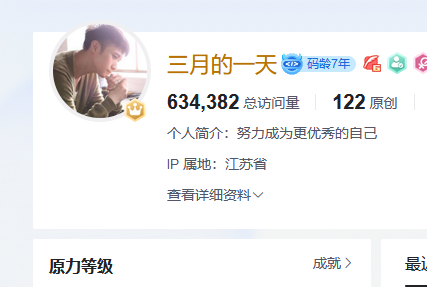 三月的一天 码龄7年
634,382 总访问量 122 原创
个人简介：努力成为更优秀的自己
IP 属地：江苏省
查看详细资料
原力等级 成就